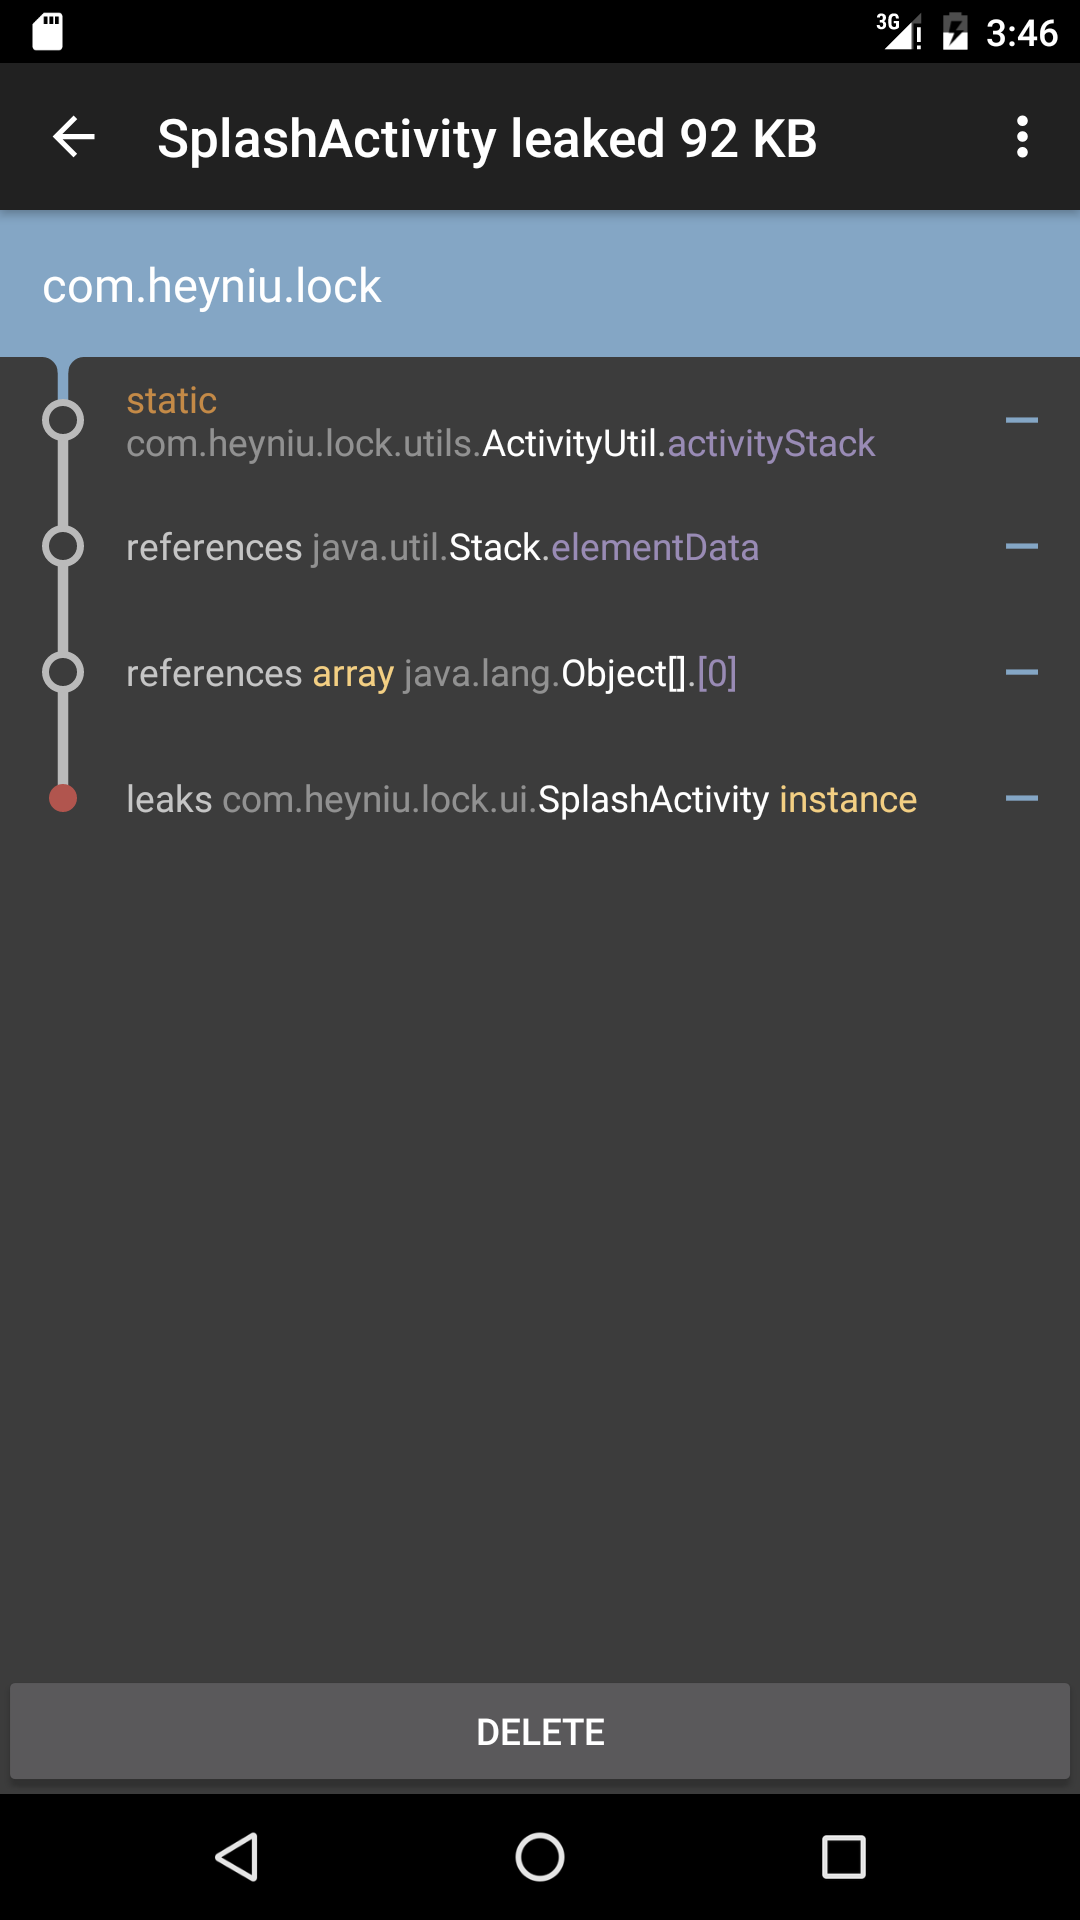 3G 3:46
SplashActivity leaked 92 KB
com.heyniu.lock
static
com.heyniu.lock.utils.ActivityUtil.activityStack
references java.util.Stack.elementData
references array java.lang.Object[].[0]
leaks com.heyniu.lock.ui.SplashActivity instance
DELETE